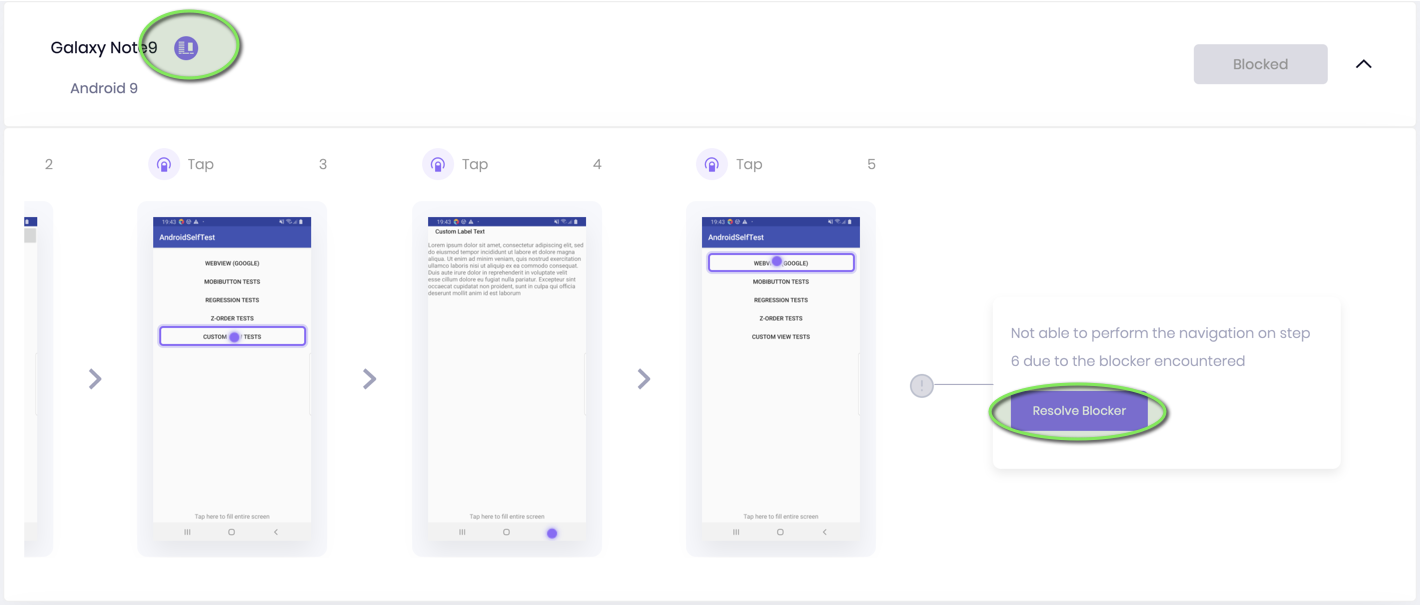 Galaxy Note9
Android 9
Blocked
2
Tap
3
Tap
4
Tap
5
19:43
AndroidSelfTest
WEBVIEW (GOOGLE)
MOBIBUTTON TESTS
REGRESSION TESTS
Z-ORDER TESTS
CUSTOM TESTS
Tap here to fill entire screen
19:43
Custom Label Text
Lorem ipsum dolor sit amet, consectetur adipiscing elit, sed
do eiusmod tempor incididunt ut labore et dolore magna
aliqua. Ut enim ad minim veniam, quis nostrud exercitation
ullamco laboris nisi ut aliquip ex ea commodo consequat.
Duis aute irure dolor in reprehenderit in voluptate velit
esse cillum dolore eu fugiat nulla pariatur. Excepteur sint
occaecat cupidatat non proident, sunt in culpa qui officia
deserunt mollit anim id est laborum
Tap here to fill entire screen
19:43
AndroidSelfTest
WEBV GOOGLE)
MOBIBUTTON TESTS
REGRESSION TESTS
Z-ORDER TESTS
CUSTOM VIEW TESTS
Tap here to fill entire screen
Not able to perform the navigation on step
6 due to the blocker encountered
Resolve Blocker